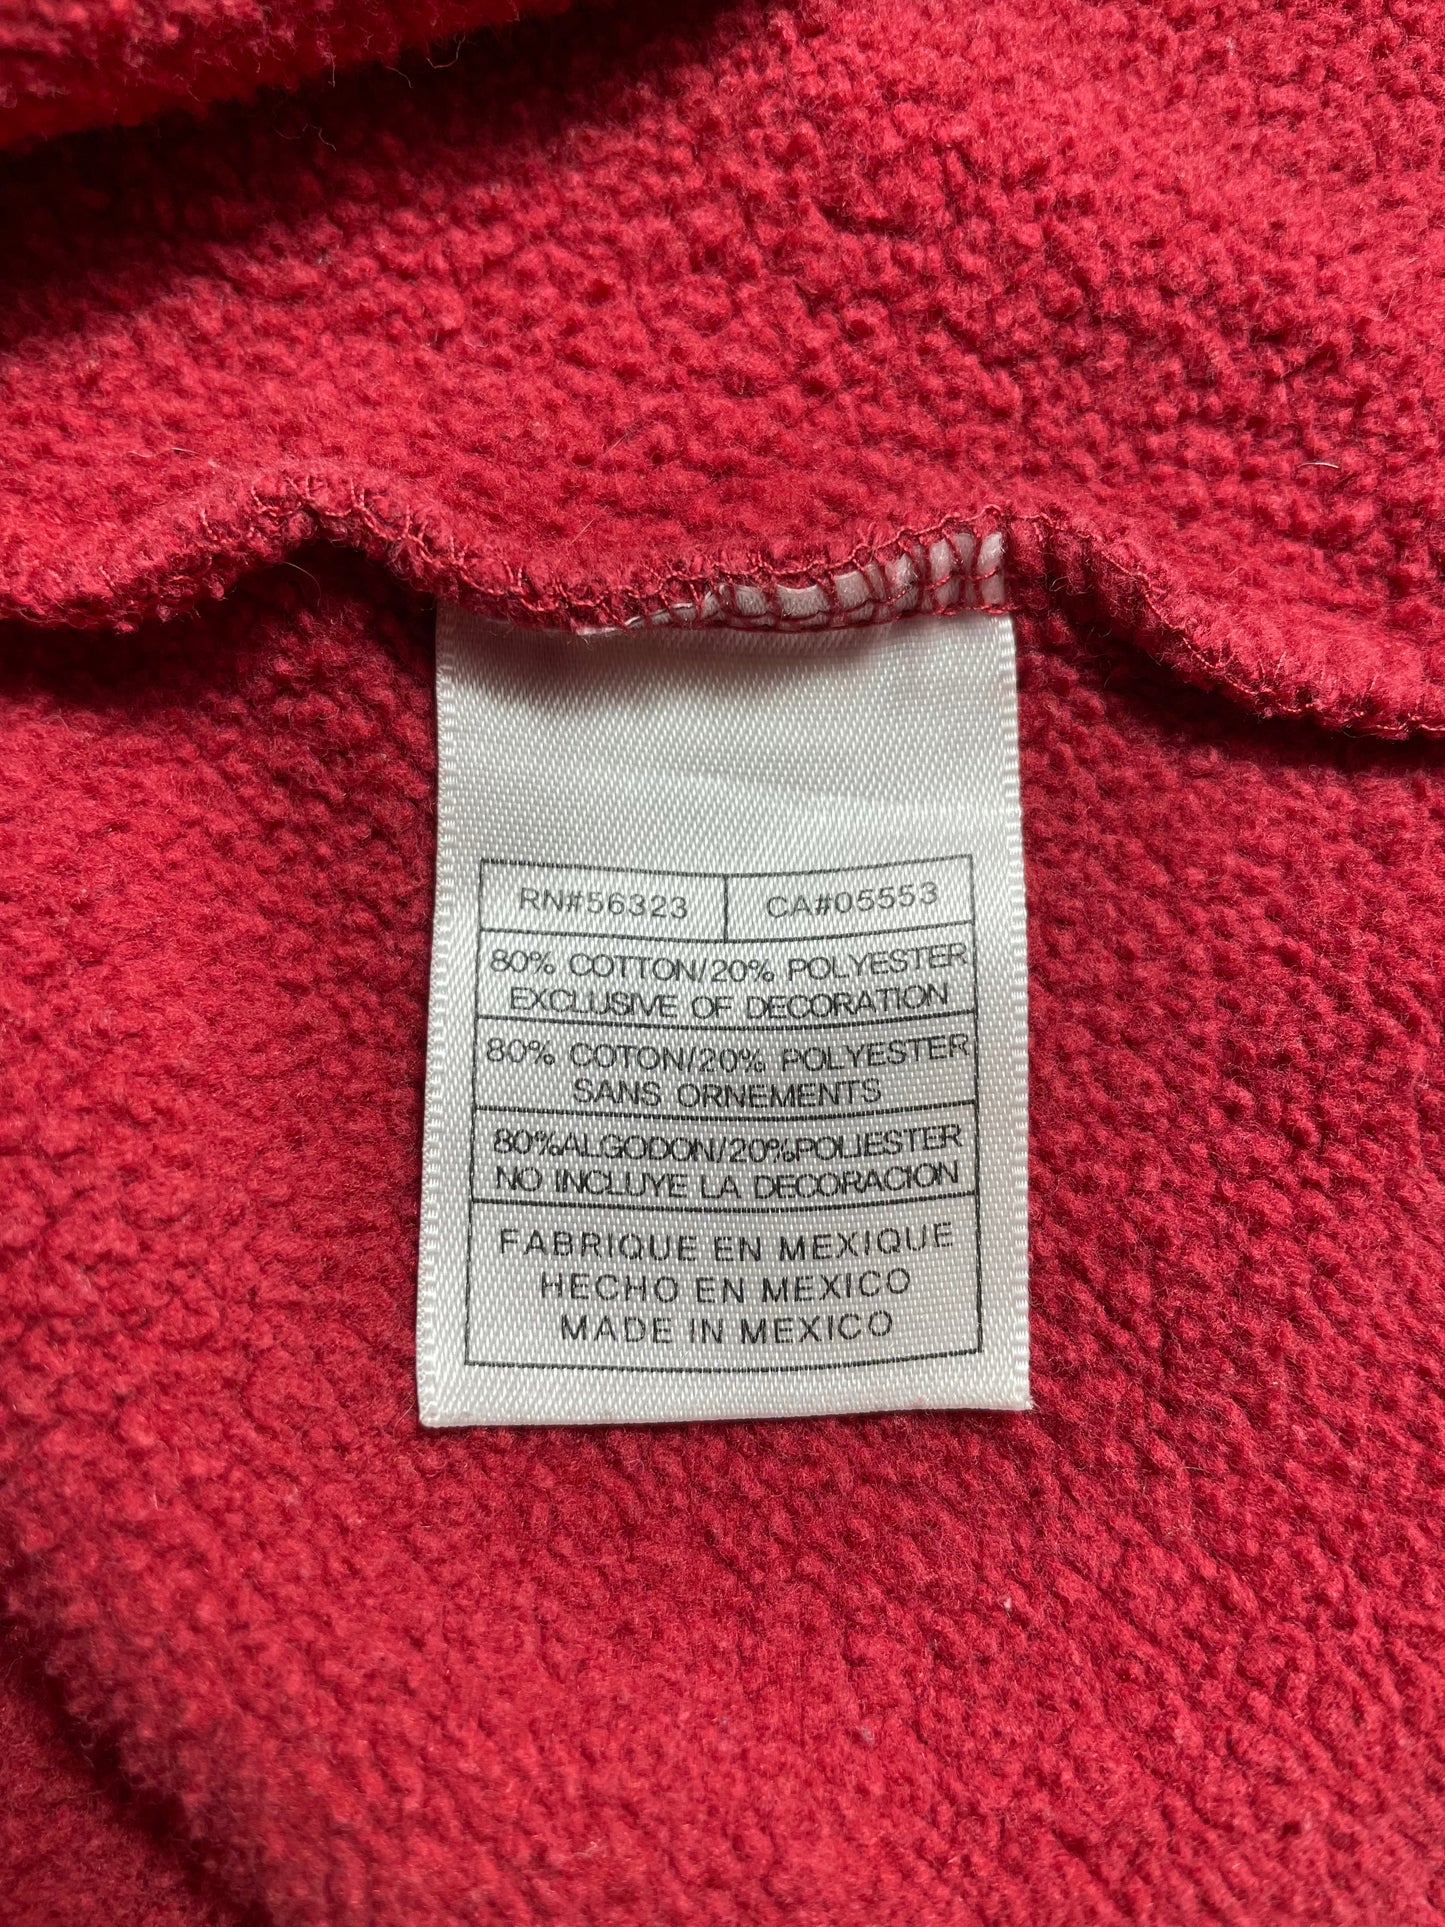 RN#56323 CA#05553
80% COTTON/20% POLYESTER
EXCLUSIVE OF DECORATION
80% COTON/20% POLYESTER
SANS ORNEMENTS
80%ALGODON/20%POLIESTER
NO INCLUYE LA DECORACION
FABRIQUE EN MEXIQUE
HECHO EN MEXICO
MADE IN MEXICO